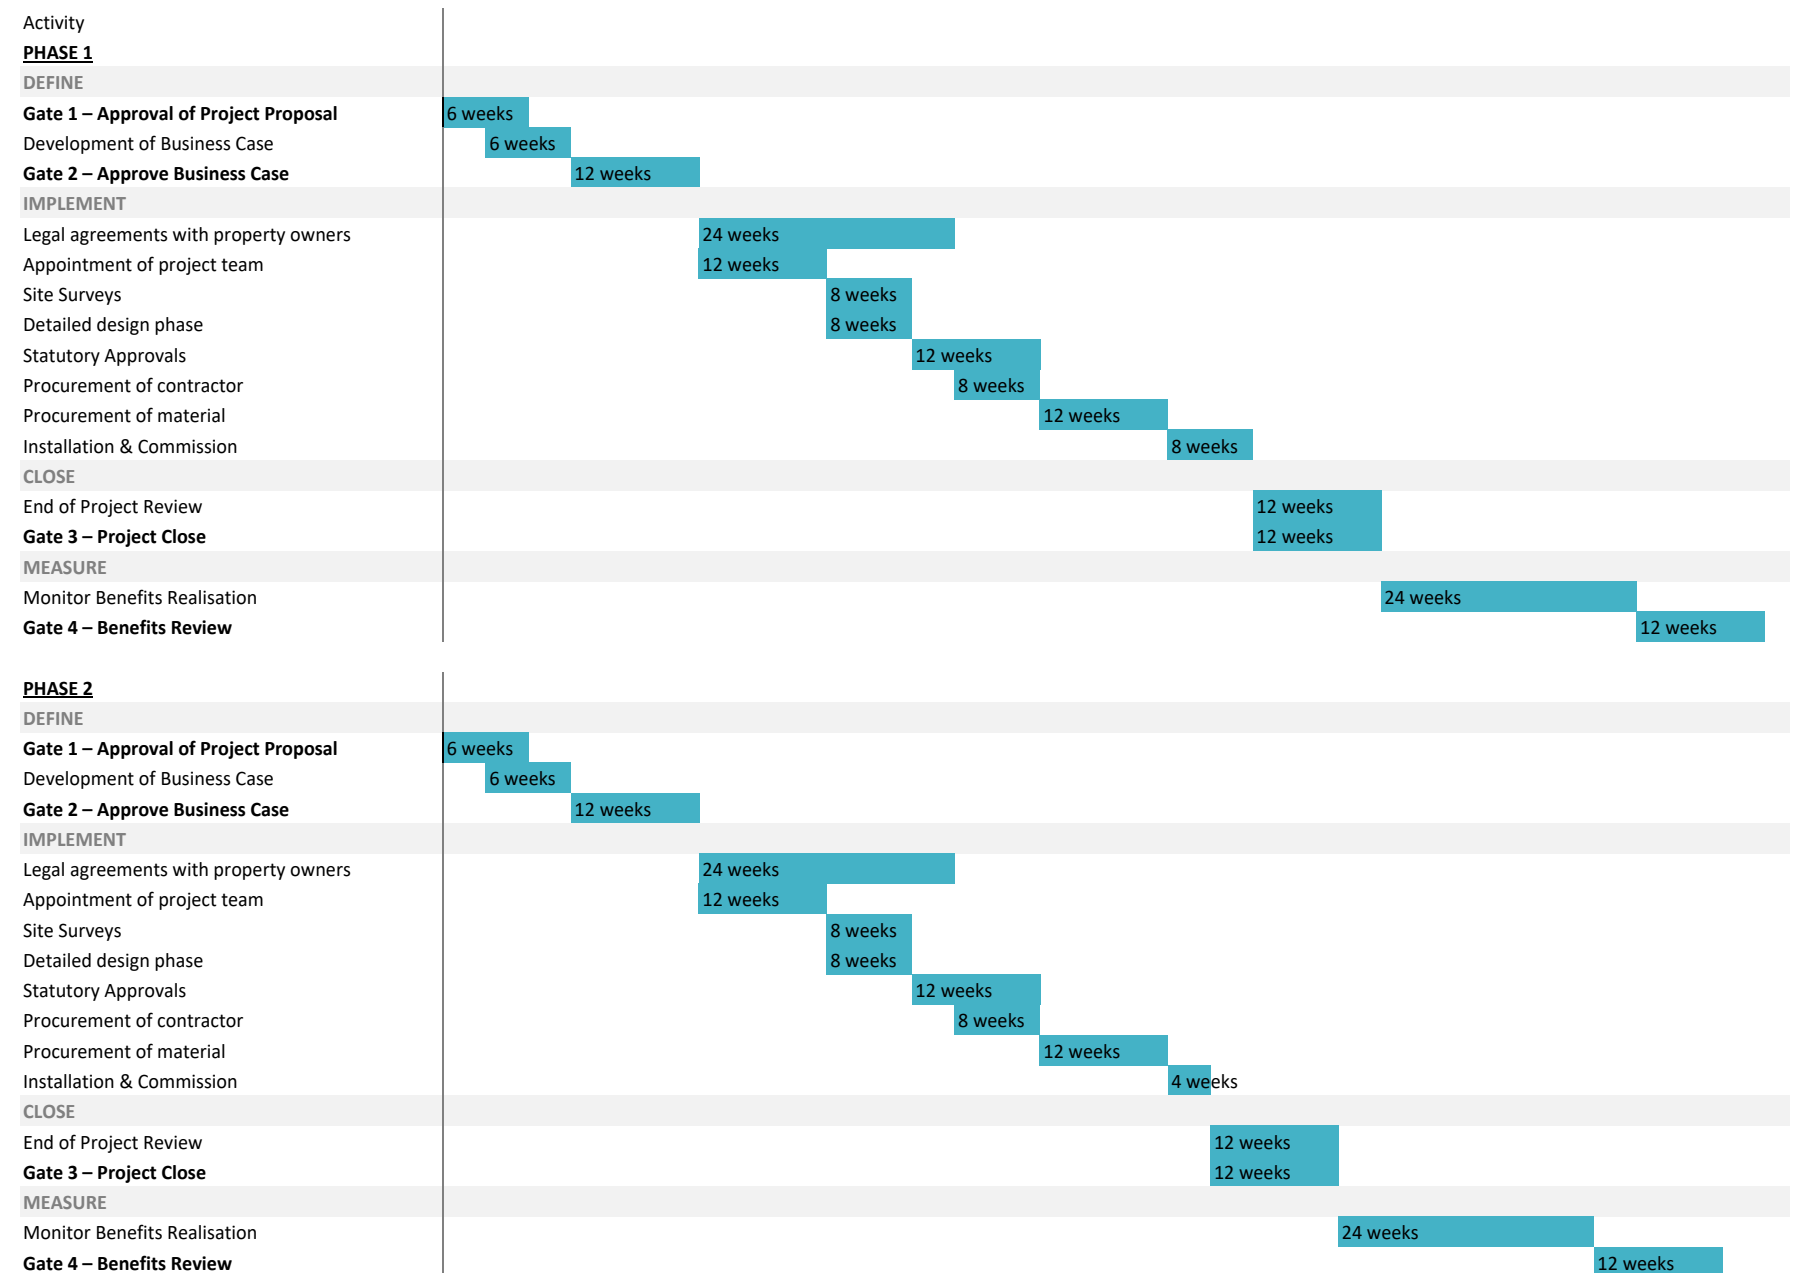 Activity
PHASE 1
DEFINE
Gate 1 – Approval of Project Proposal 6 weeks
Development of Business Case 6 weeks
Gate 2 – Approve Business Case 12 weeks
IMPLEMENT
Legal agreements with property owners 24 weeks
Appointment of project team 12 weeks
Site Surveys 8 weeks
Detailed design phase 8 weeks
Statutory Approvals 12 weeks
Procurement of contractor 8 weeks
Procurement of material 12 weeks
Installation & Commission 8 weeks
CLOSE
End of Project Review 12 weeks
Gate 3 – Project Close 12 weeks
MEASURE
Monitor Benefits Realisation 24 weeks
Gate 4 – Benefits Review 12 weeks
PHASE 2
DEFINE
Gate 1 – Approval of Project Proposal 6 weeks
Development of Business Case 6 weeks
Gate 2 – Approve Business Case 12 weeks
IMPLEMENT
Legal agreements with property owners 24 weeks
Appointment of project team 12 weeks
Site Surveys 8 weeks
Detailed design phase 8 weeks
Statutory Approvals 12 weeks
Procurement of contractor 8 weeks
Procurement of material 12 weeks
Installation & Commission 4 weeks
CLOSE
End of Project Review 12 weeks
Gate 3 – Project Close 12 weeks
MEASURE
Monitor Benefits Realisation 24 weeks
Gate 4 – Benefits Review 12 weeks